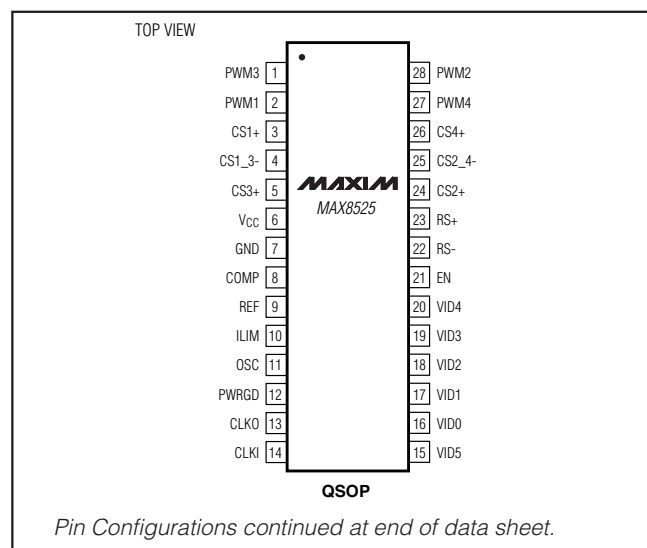 TOP VIEW
PWM3 1
PWM1 2
CS1+ 3
CS1_3- 4
CS3+ 5
VCC 6
GND 7
COMP 8
REF 9
ILIM 10
OSC 11
PWRGD 12
CLKO 13
CLKI 14
MAXIM
MAX8525
28 PWM2
27 PWM4
26 CS4+
25 CS2_4-
24 CS2+
23 RS+
22 RS-
21 EN
20 VID4
19 VID3
18 VID2
17 VID1
16 VID0
15 VID5
QSOP
Pin Configurations continued at end of data sheet.